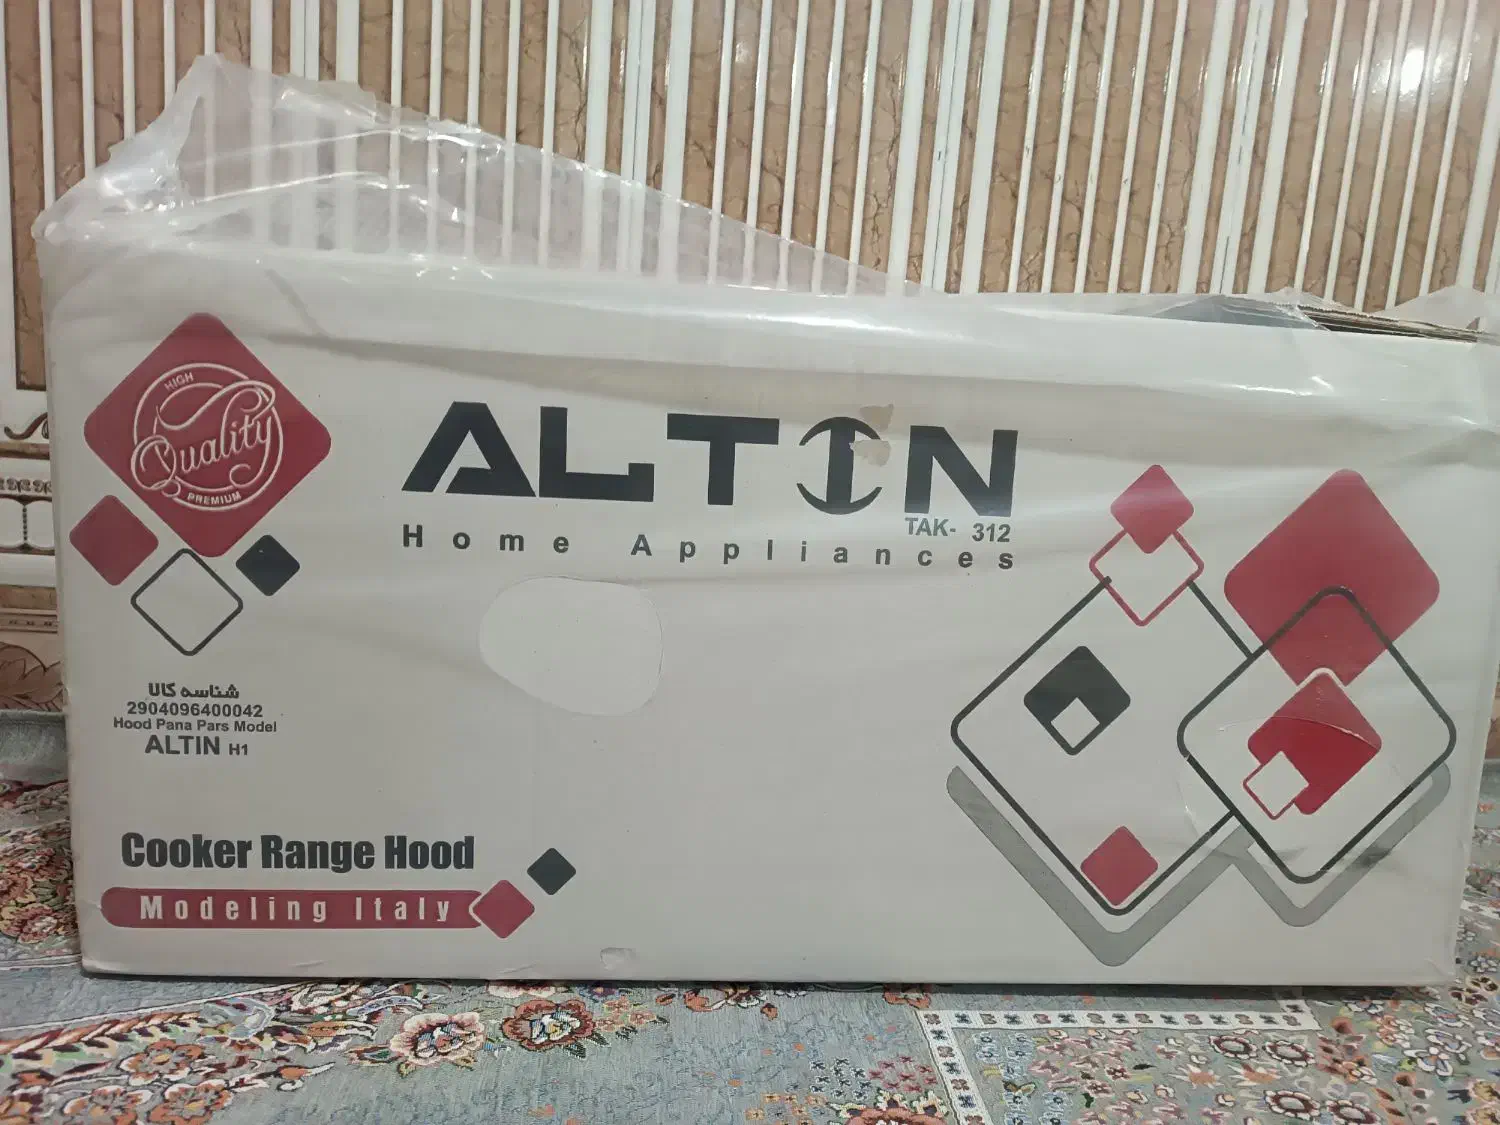 HIGH
Quality
PREMIUM
ALTIN
TAK- 312
Home Appliances
شناسه کالا
2904096400042
Hood Pana Pars Model
ALTIN H1
Cooker Range Hood
Modeling Italy